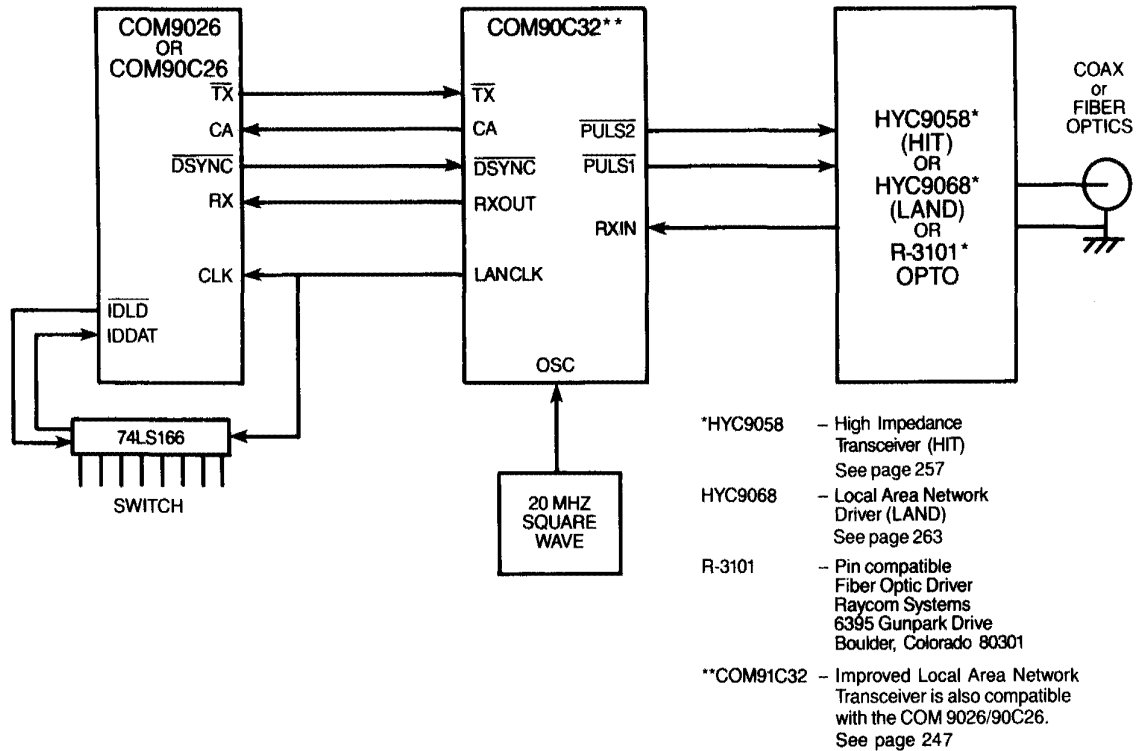 COM9026
OR
COM90C26
TX
CA
DSYNC
RX
CLK
IDLD
IDDAT
74LS166
SWITCH
COM90C32**
TX
CA
DSYNC
RXOUT
LANCLK
PULS2
PULS1
RXIN
OSC
20 MHZ
SQUARE
WAVE
HYC9058*
(HIT)
OR
HYC9068*
(LAND)
OR
R-3101*
OPTO
COAX
or
FIBER
OPTICS
*HYC9058 – High Impedance
Transceiver (HIT)
See page 257
HYC9068 – Local Area Network
Driver (LAND)
See page 263
R-3101 – Pin compatible
Fiber Optic Driver
Raycom Systems
6395 Gunpark Drive
Boulder, Colorado 80301
**COM91C32 – Improved Local Area Network
Transceiver is also compatible
with the COM 9026/90C26.
See page 247